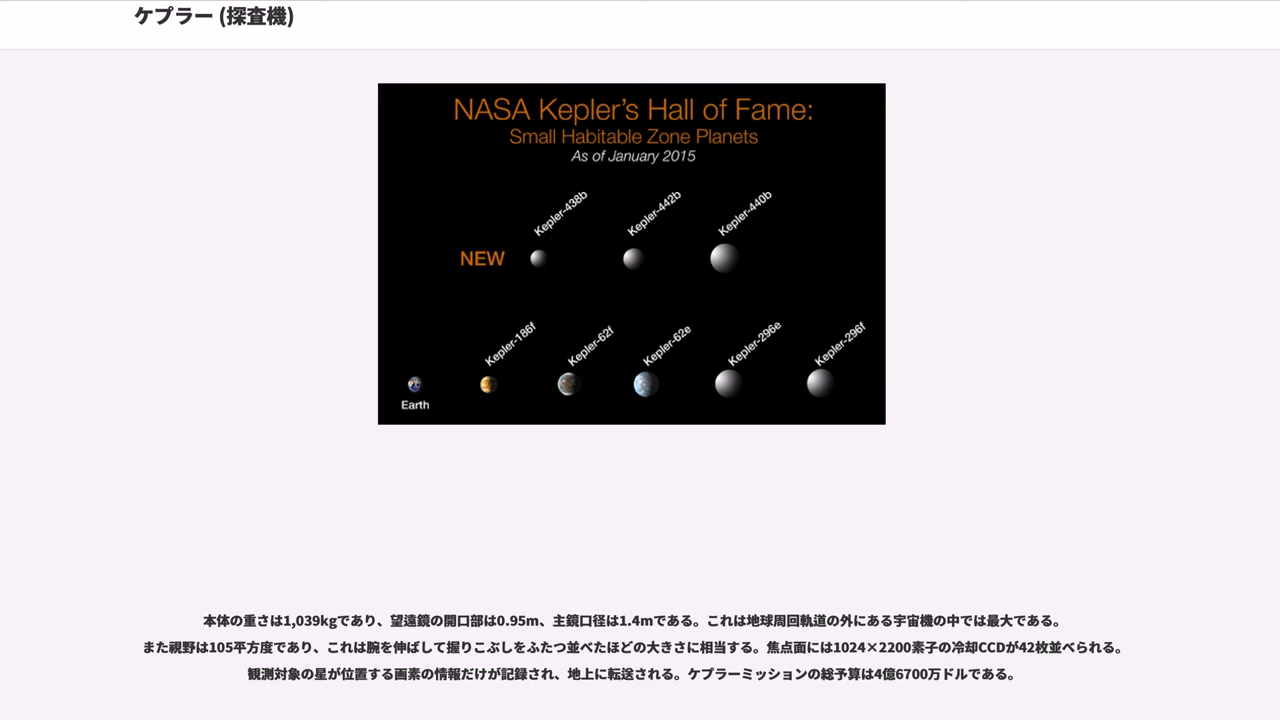 ケプラー (探査機)
NASA Kepler's Hall of Fame:
Small Habitable Zone Planets
As of January 2015
Kepler-438b
Kepler-442b
Kepler-440b
NEW
Kepler-186f
Kepler-62f
Kepler-62e
Kepler-296e
Kepler-296f
Earth
本体の重さは1,039kgであり、望遠鏡の開口部は0.95m、主鏡口径は1.4mである。これは地球周回軌道の外にある宇宙機の中では最大である。
また視野は105平方度であり、これは腕を伸ばして握りこぶしをふたつ並べたほどの大きさに相当する。焦点面には1024×2200素子の冷却CCDが42枚並べられる。
観測対象の星が位置する画素の情報だけが記録され、地上に転送される。ケプラーミッションの総予算は4億6700万ドルである。